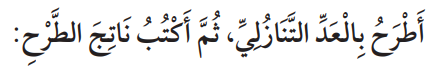 أَطْرَحُ بِالْعَدِّ التَّنَازُلِيِّ، ثُمَّ أَكْتُبُ نَاتِجَ الطَّرْحِ: